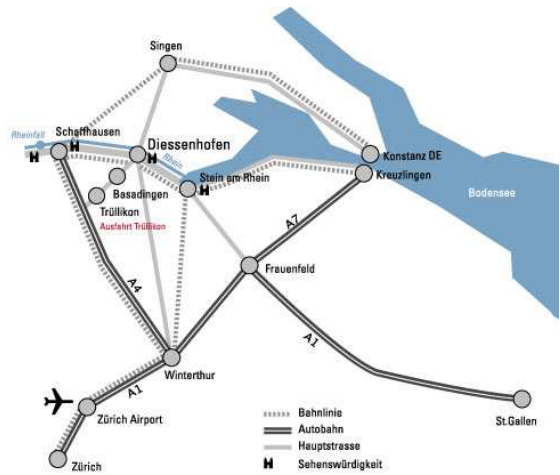 Singen
Rheinfall
Schaffhausen
Diessenhofen
Rhein
Konstanz DE
Kreuzlingen
Stein am Rhein
Basadingen
Bodensee
Trüllikon
Ausfahrt Trüllikon
A7
A4
Frauenfeld
A1
Winterthur
A1
Zürich Airport
St.Gallen
Zürich
Bahnlinie
Autobahn
Hauptstrasse
Sehenswürdigkeit